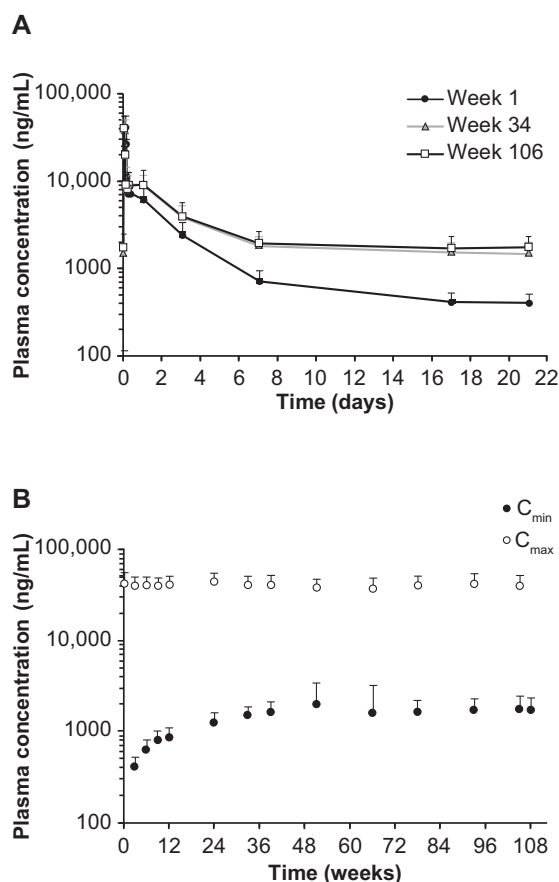 A
Plasma concentration (ng/mL)
100,000
10,000
1000
100
Week 1
Week 34
Week 106
0 2 4 6 8 10 12 14 16 18 20 22
Time (days)
B
Plasma concentration (ng/mL)
C min
C max
100,000
10,000
1000
100
0 12 24 36 48 60 72 84 96 108
Time (weeks)